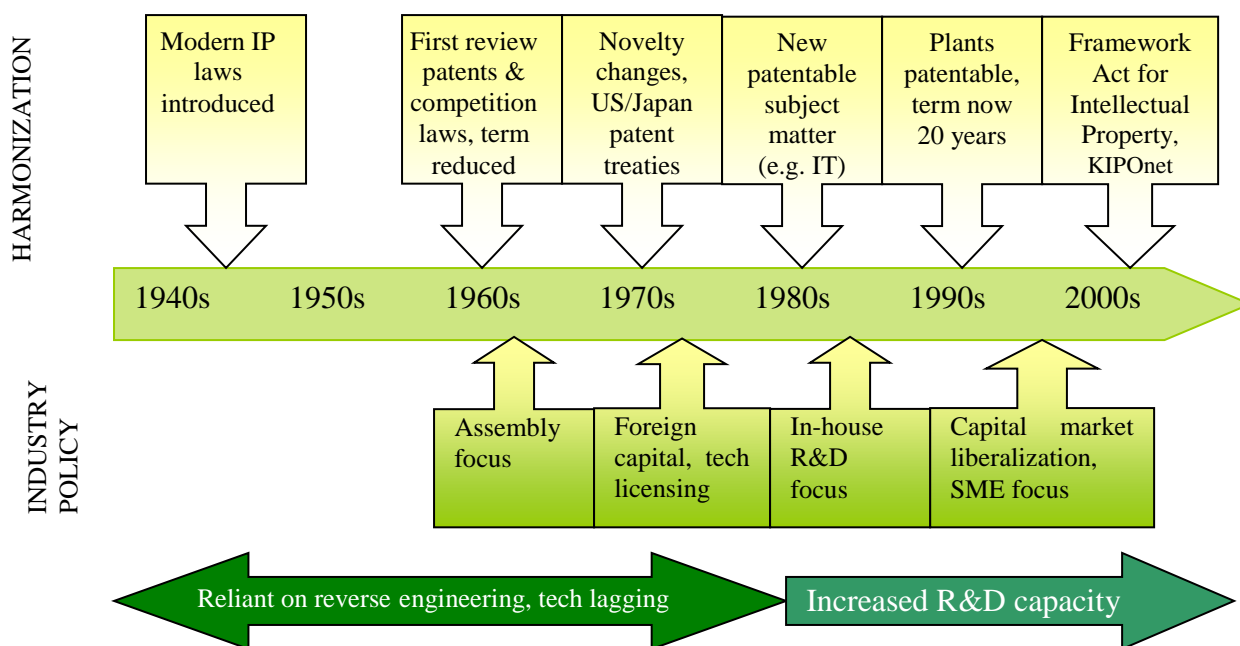 HARMONIZATION
Modern IP
laws
introduced
First review
patents &
competition
laws, term
reduced
Novelty
changes,
US/Japan
patent
treaties
New
patentable
subject
matter
(e.g. IT)
Plants
patentable,
term now
20 years
Framework
Act for
Intellectual
Property,
KIPOnet
1940s 1950s 1960s 1970s 1980s 1990s 2000s
INDUSTRY
POLICY
Assembly
focus
Foreign
capital, tech
licensing
In-house
R&D
focus
Capital market
liberalization,
SME focus
Reliant on reverse engineering, tech lagging
Increased R&D capacity